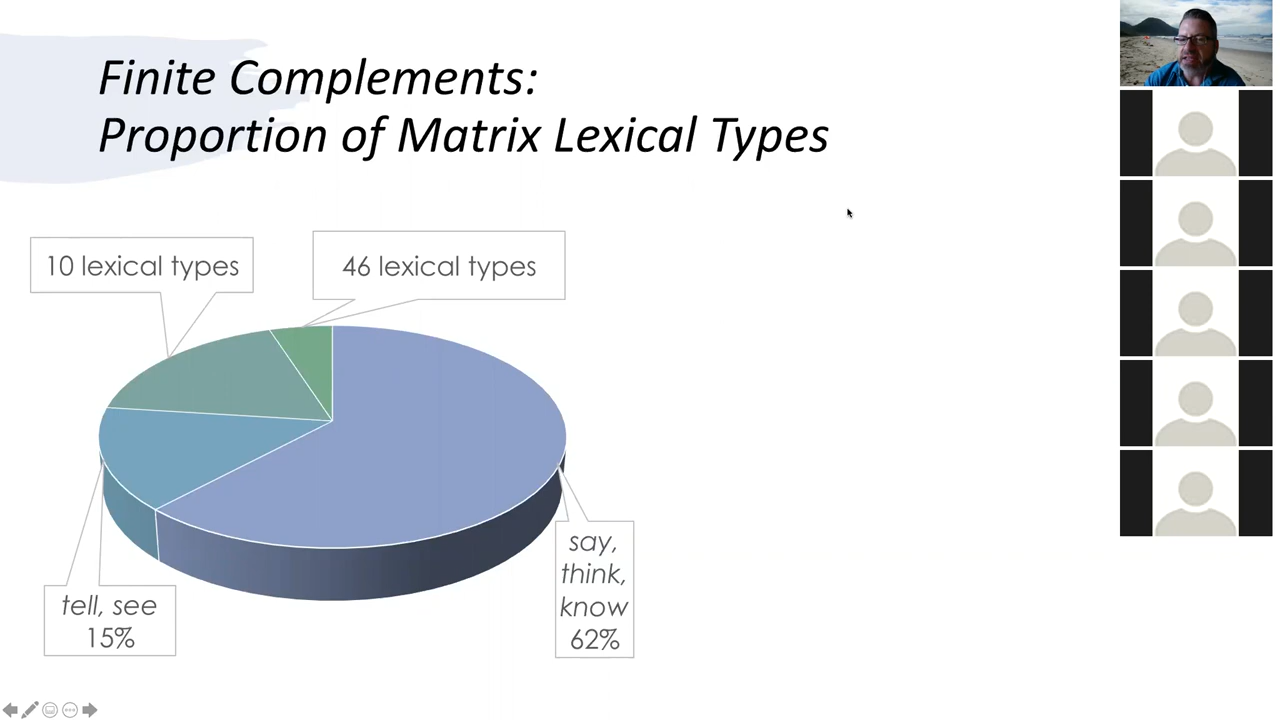 Finite Complements:
Proportion of Matrix Lexical Types
10 lexical types
46 lexical types
say,
think,
know
62%
tell, see
15%